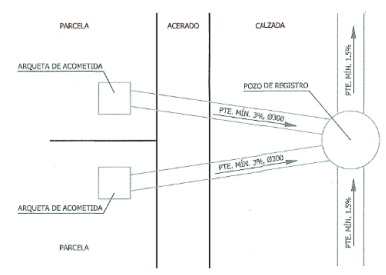 PARCELA
ACERADO
CALZADA
PTE. MÍN. 1.5%
ARQUETA DE ACOMETIDA
POZO DE REGISTRO
PTE. MÍN. 3%, Ø300
PTE. MÍN. 3%, Ø300
ARQUETA DE ACOMETIDA
PTE. MÍN. 1.5%
PARCELA